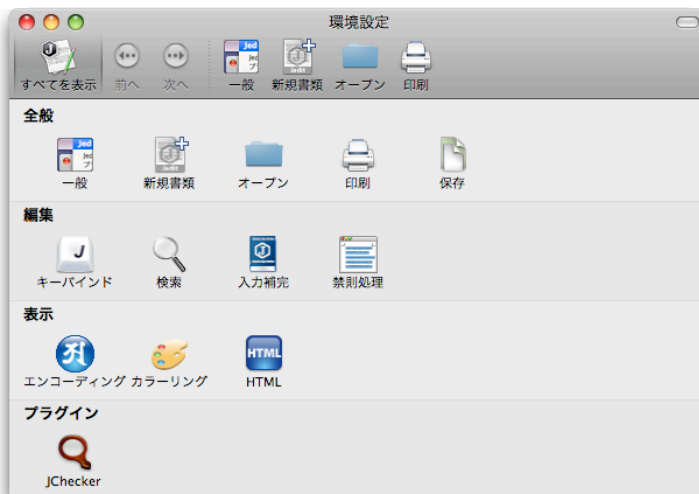 環境設定
すべてを表示 前へ 次へ 一般 新規書類 オープン 印刷
全般
一般 新規書類 オープン 印刷 保存
編集
キーバインド 検索 入力補完 禁則処理
表示
エンコーディング カラーリング HTML
プラグイン
JChecker